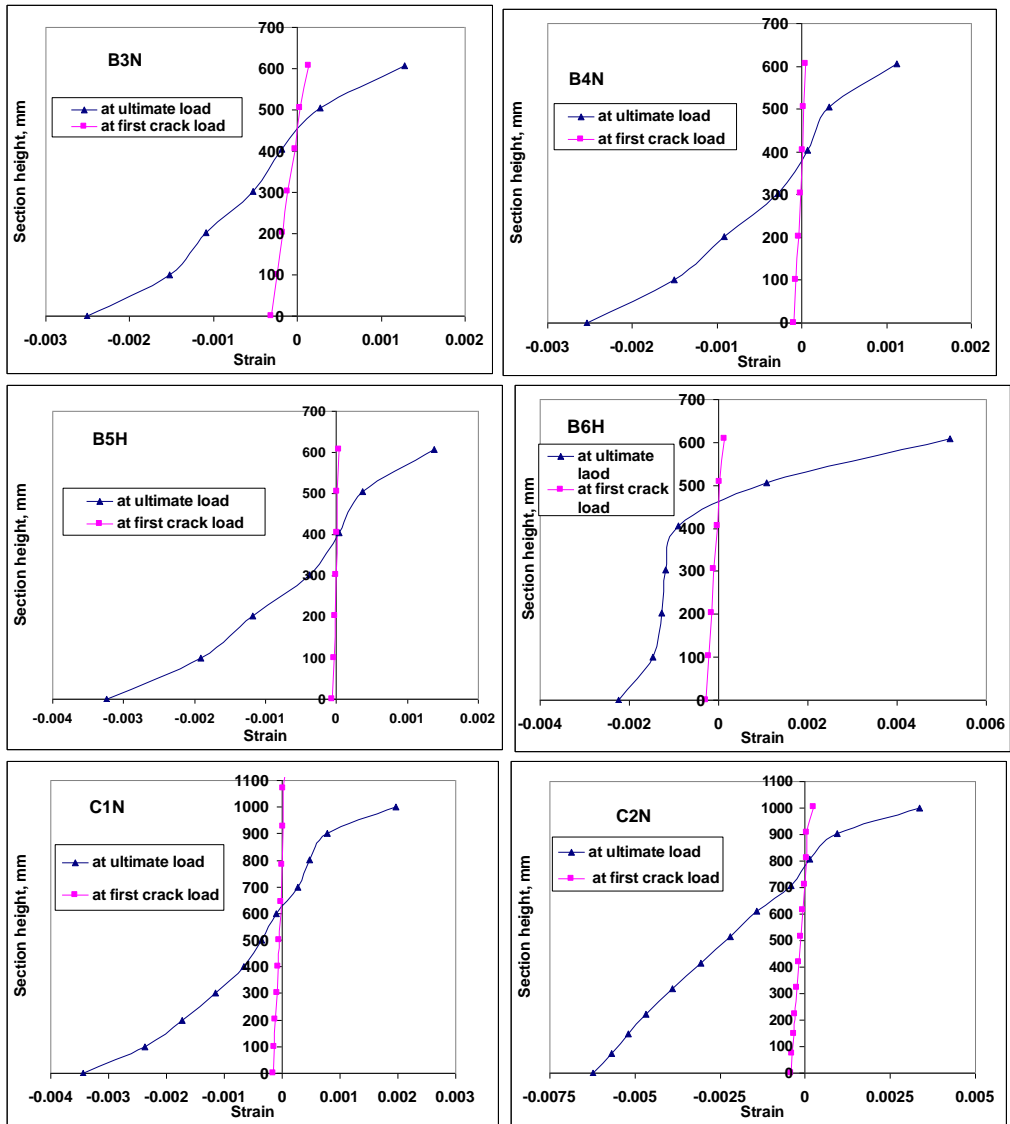 B3N
at ultimate load
at first crack load
Section height, mm
700
600
500
400
300
200
100
0
-0.003 -0.002 -0.001 0 0.001 0.002
Strain
B4N
at ultimate load
at first crack load
Section height, mm
700
600
500
400
300
200
100
0
-0.003 -0.002 -0.001 0 0.001 0.002
Strain
B5H
at ultimate load
at first crack load
Section height, mm
700
600
500
400
300
200
100
0
-0.004 -0.003 -0.002 -0.001 0 0.001 0.002
Strain
B6H
at ultimate
laod
at first crack
load
Section height, mm
700
600
500
400
300
200
100
0
-0.004 -0.002 0 0.002 0.004 0.006
Strain
C1N
at ultimate load
at first crack load
Section height, mm
1100
1000
900
800
700
600
500
400
300
200
100
0
-0.004 -0.003 -0.002 -0.001 0 0.001 0.002 0.003
Strain
C2N
at ultimate load
at first crack load
Section height, mm
1100
1000
900
800
700
600
500
400
300
200
100
0
-0.0075 -0.005 -0.0025 0 0.0025 0.005
Strain